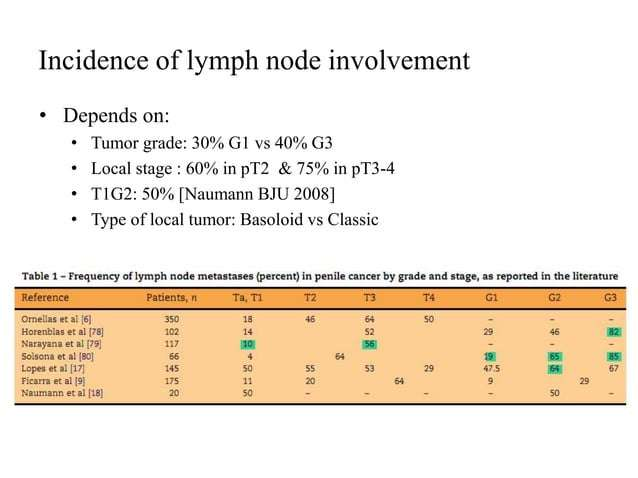 Incidence of lymph node involvement
• Depends on:
• Tumor grade: 30% G1 vs 40% G3
• Local stage : 60% in pT2 & 75% in pT3-4
• T1G2: 50% [Naumann BJU 2008]
• Type of local tumor: Basoloid vs Classic
Table 1 – Frequency of lymph node metastases (percent) in penile cancer by grade and stage, as reported in the literature
Reference Patients, n Ta, T1 T2 T3 T4 G1 G2 G3
Ornellas et al [6] 350 18 46 64 50 – – –
Horenblas et al [78] 102 14 52 29 46 82
Narayana et al [79] 117 10 56 – – –
Solsona et al [80] 66 4 64 19 65 85
Lopes et al [17] 145 50 55 53 29 47.5 64 67
Ficarra et al [9] 175 11 20 64 9 29
Naumann et al [18] 20 50 – – – – 50 –